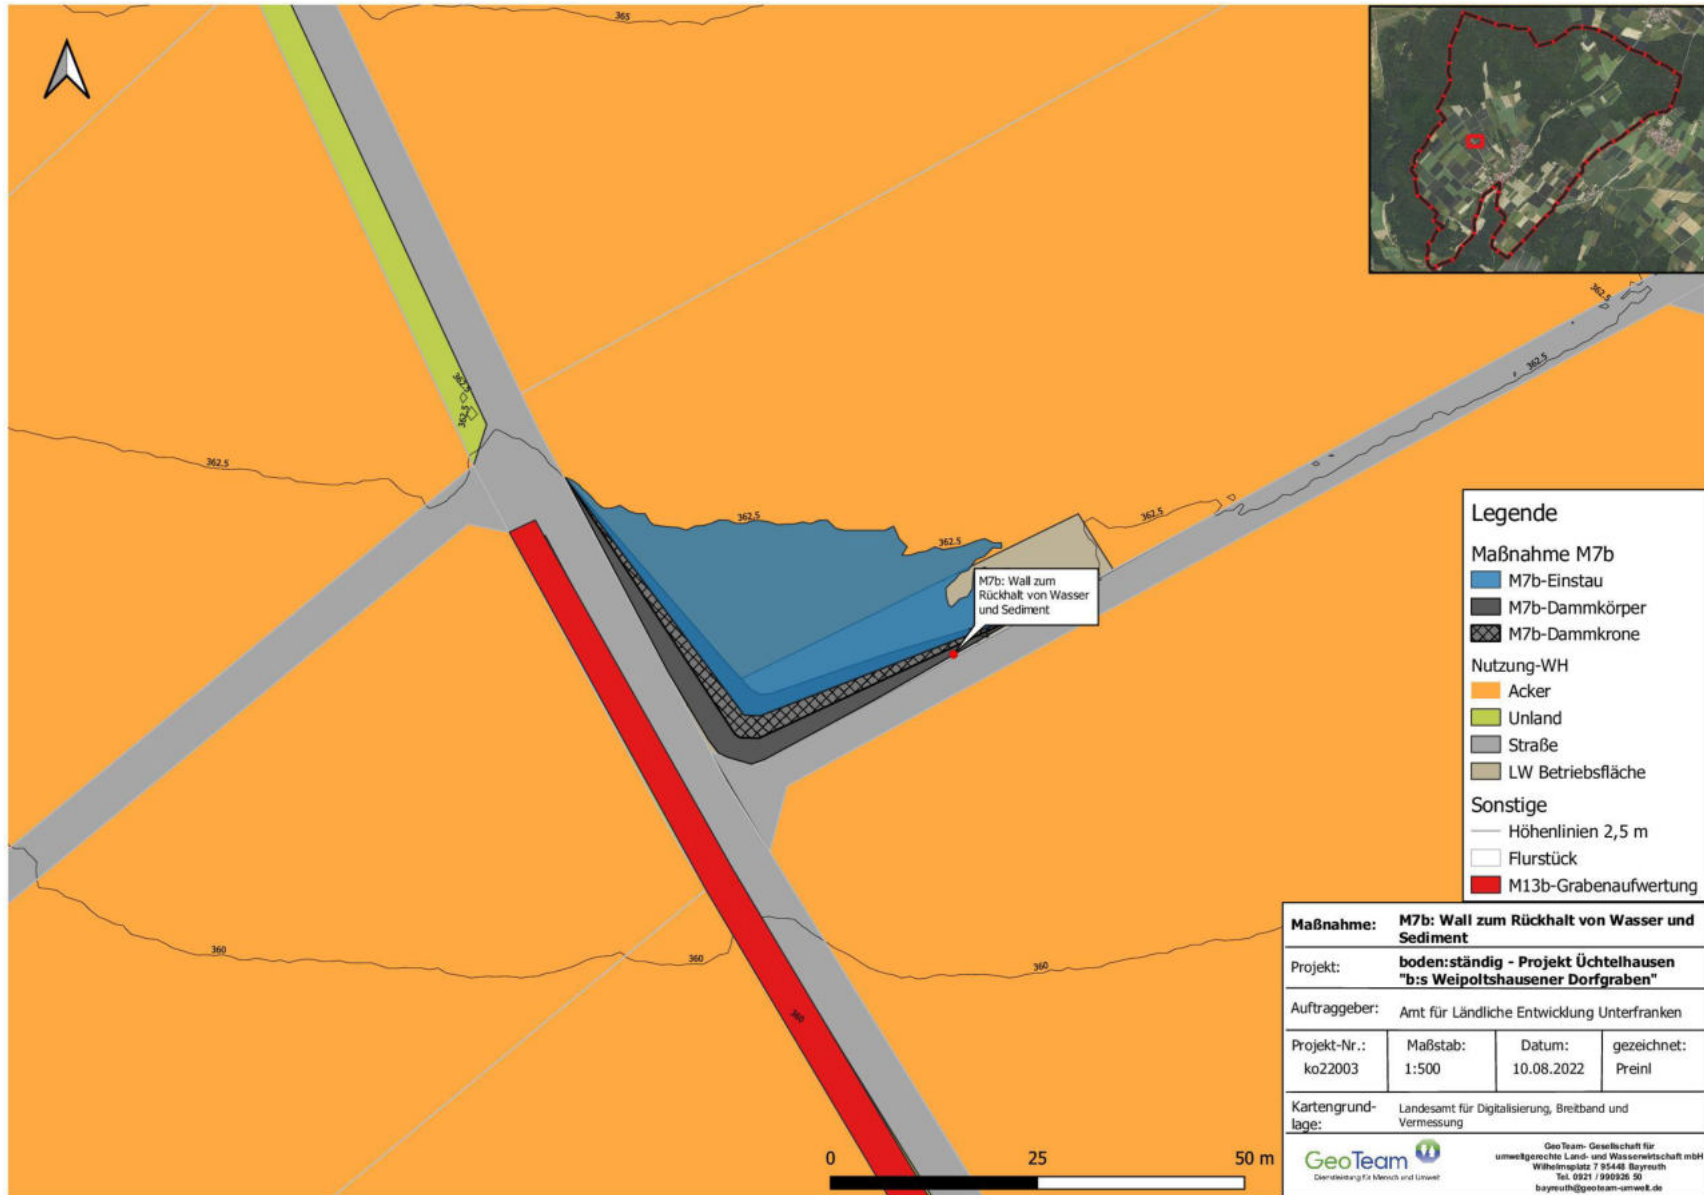 365
362.5
362.5
362.5
362.5
362.5
362.5
362.5
362.5
M7b: Wall zum
Rückhalt von Wasser
und Sediment
360
360
360
360
0 25 50 m
Legende
Maßnahme M7b
M7b-Einstau
M7b-Dammkörper
M7b-Dammkrone
Nutzung-WH
Acker
Unland
Straße
LW Betriebsfläche
Sonstige
Höhenlinien 2,5 m
Flurstück
M13b-Grabenaufwertung
Maßnahme: M7b: Wall zum Rückhalt von Wasser und
Sediment
Projekt: boden:ständig - Projekt Üchtelhausen
"b:s Weipoltshausener Dorfgraben"
Auftraggeber: Amt für Ländliche Entwicklung Unterfranken
Projekt-Nr.: Maßstab: Datum: gezeichnet:
ko22003 1:500 10.08.2022 Preinl
Kartengrund-
lage: Landesamt für Digitalisierung, Breitband und
Vermessung
GeoTeam
Dienstleistung für Mensch und Umwelt
GeoTeam- Gesellschaft für
umweltgerechte Land- und Wasserwirtschaft mbH
Wilhelmsplatz 7 95448 Bayreuth
Tel. 0921 / 990926 50
bayreuth@geoteam-umwelt.de